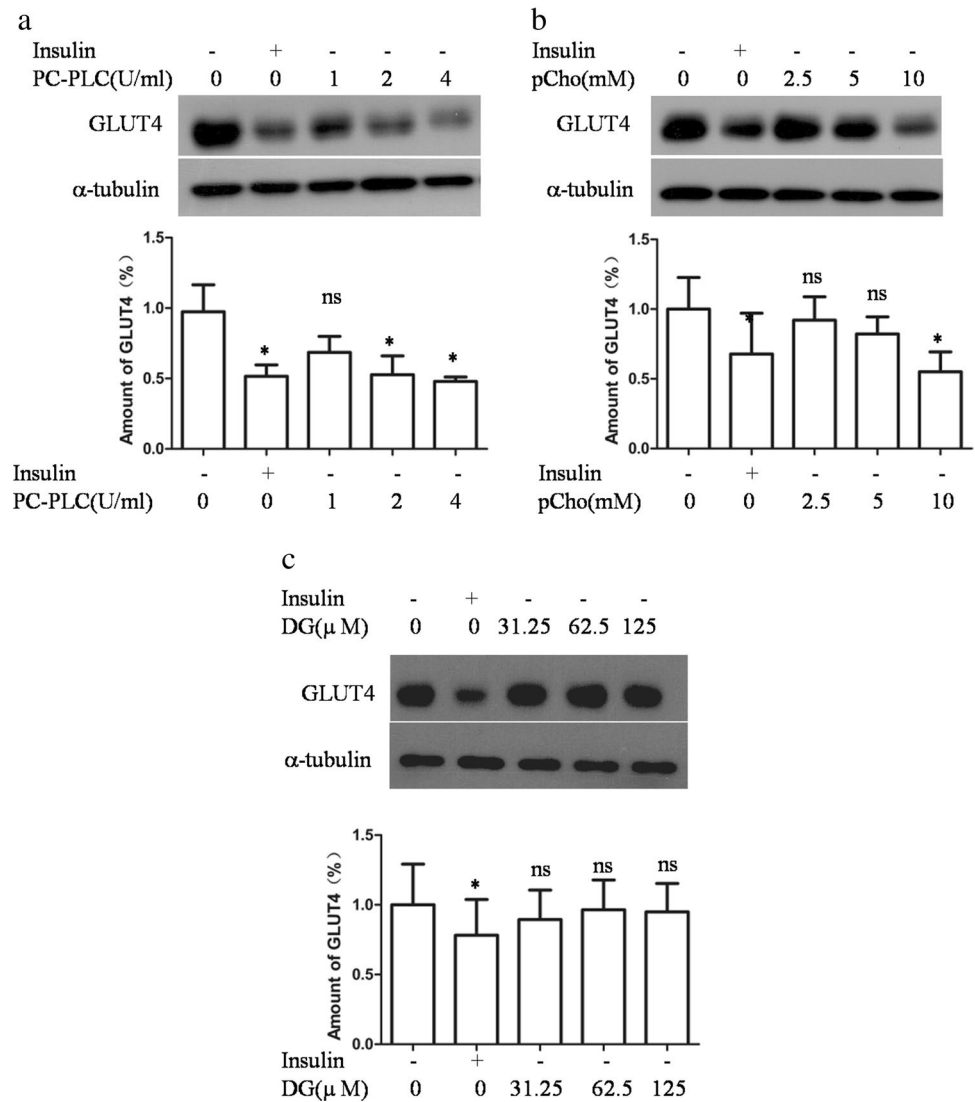 a
Insulin - + - - -
PC-PLC(U/ml) 0 0 1 2 4
GLUT4
α-tubulin
Amount of GLUT4 (%)
1.5
1.0
0.5
0.0
* ns * *
Insulin - + - - -
PC-PLC(U/ml) 0 0 1 2 4
b
Insulin - + - - -
pCho(mM) 0 0 2.5 5 10
GLUT4
α-tubulin
Amount of GLUT4 (%)
1.5
1.0
0.5
0.0
* ns ns *
Insulin - + - - -
pCho(mM) 0 0 2.5 5 10
c
Insulin - + - - -
DG(μ M) 0 0 31.25 62.5 125
GLUT4
α-tubulin
Amount of GLUT4 (%)
1.5
1.0
0.5
0.0
* ns ns ns
Insulin - + - - -
DG(μ M) 0 0 31.25 62.5 125